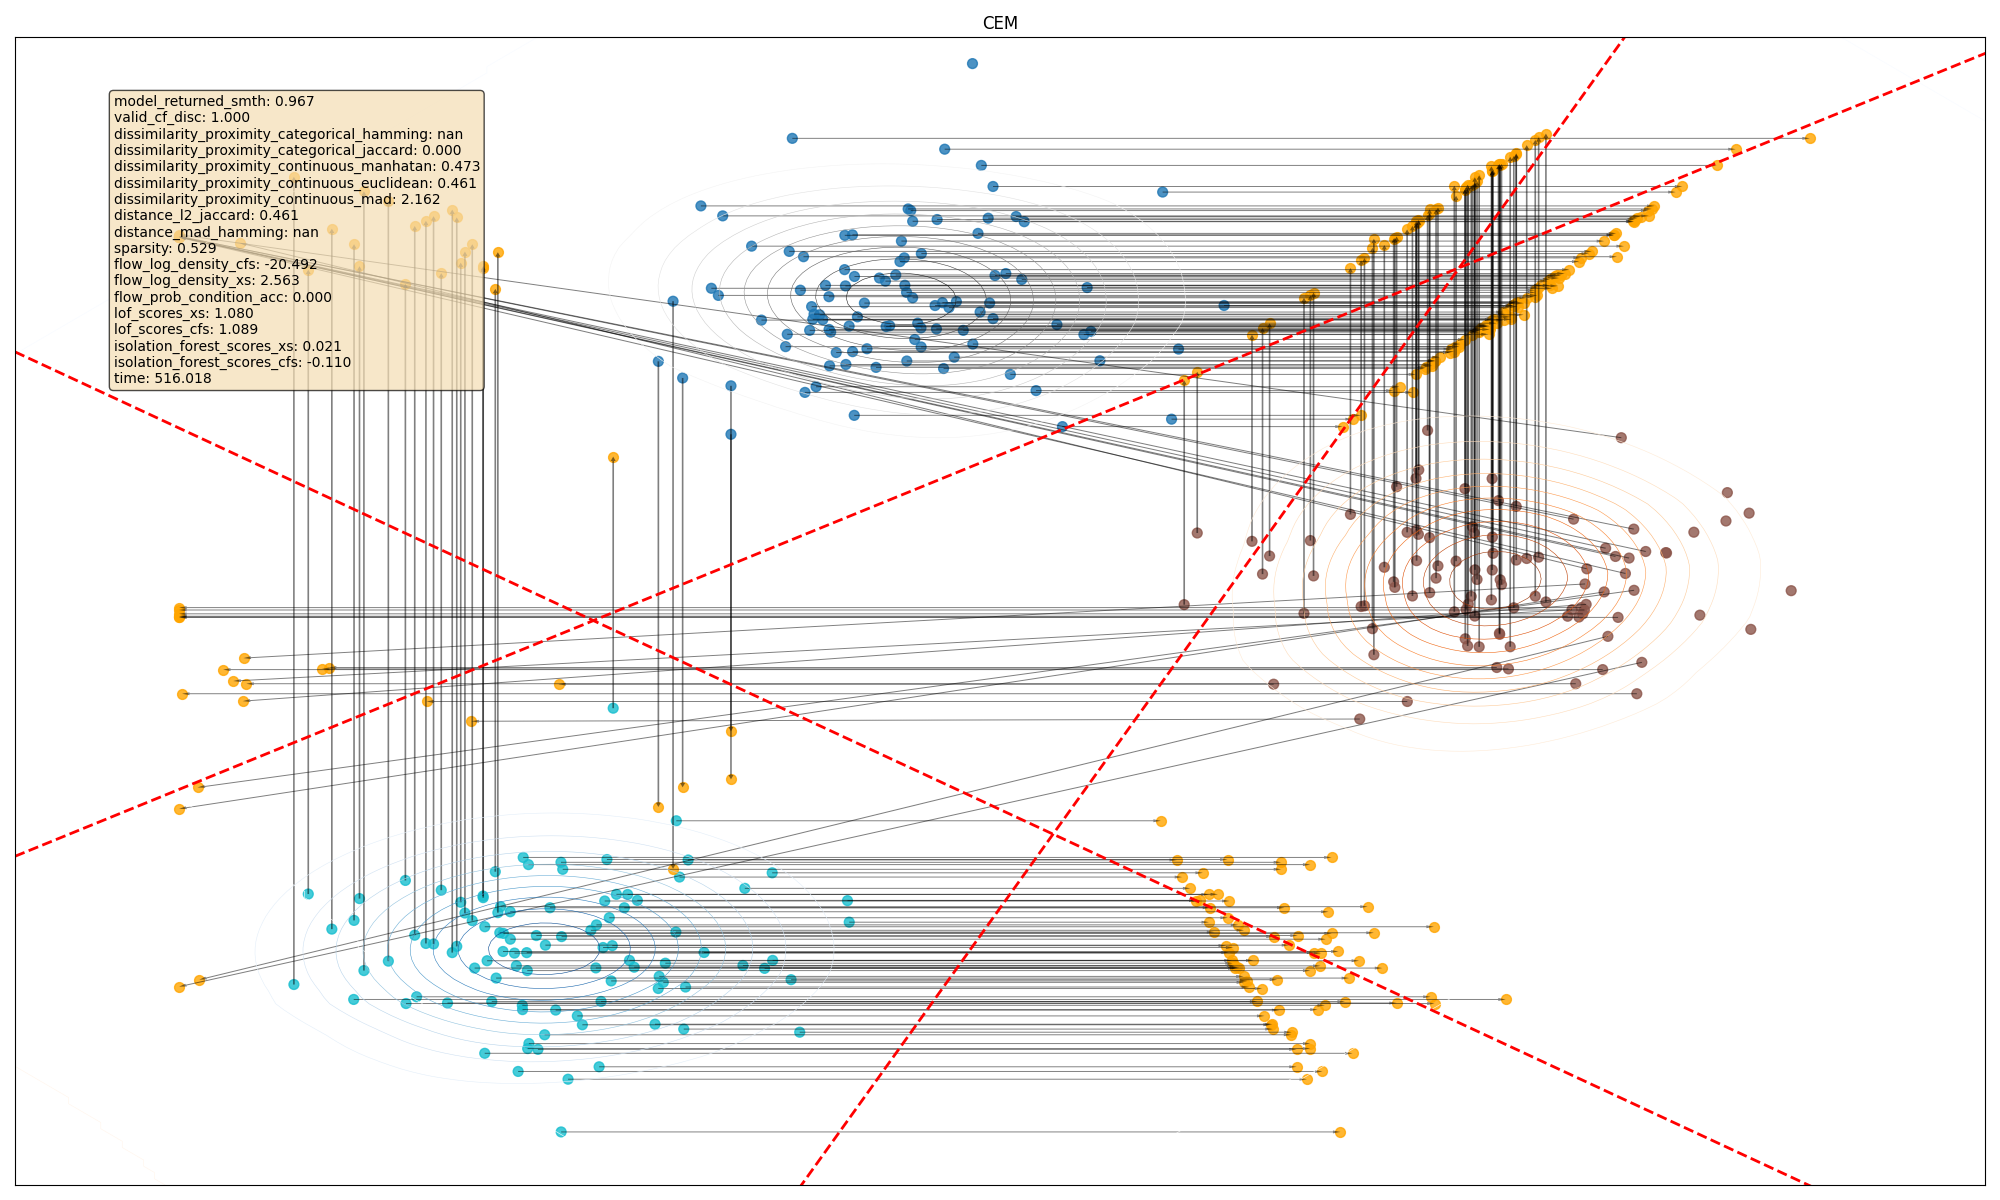 CEM
model_returned_smth: 0.967
valid_cf_disc: 1.000
dissimilarity_proximity_categorical_hamming: nan
dissimilarity_proximity_categorical_jaccard: 0.000
dissimilarity_proximity_continuous_manhatan: 0.473
dissimilarity_proximity_continuous_euclidean: 0.461
dissimilarity_proximity_continuous_mad: 2.162
distance_l2_jaccard: 0.461
distance_mad_hamming: nan
sparsity: 0.529
flow_log_density_cfs: -20.492
flow_log_density_xs: 2.563
flow_prob_condition_acc: 0.000
lof_scores_xs: 1.080
lof_scores_cfs: 1.089
isolation_forest_scores_xs: 0.021
isolation_forest_scores_cfs: -0.110
time: 516.018